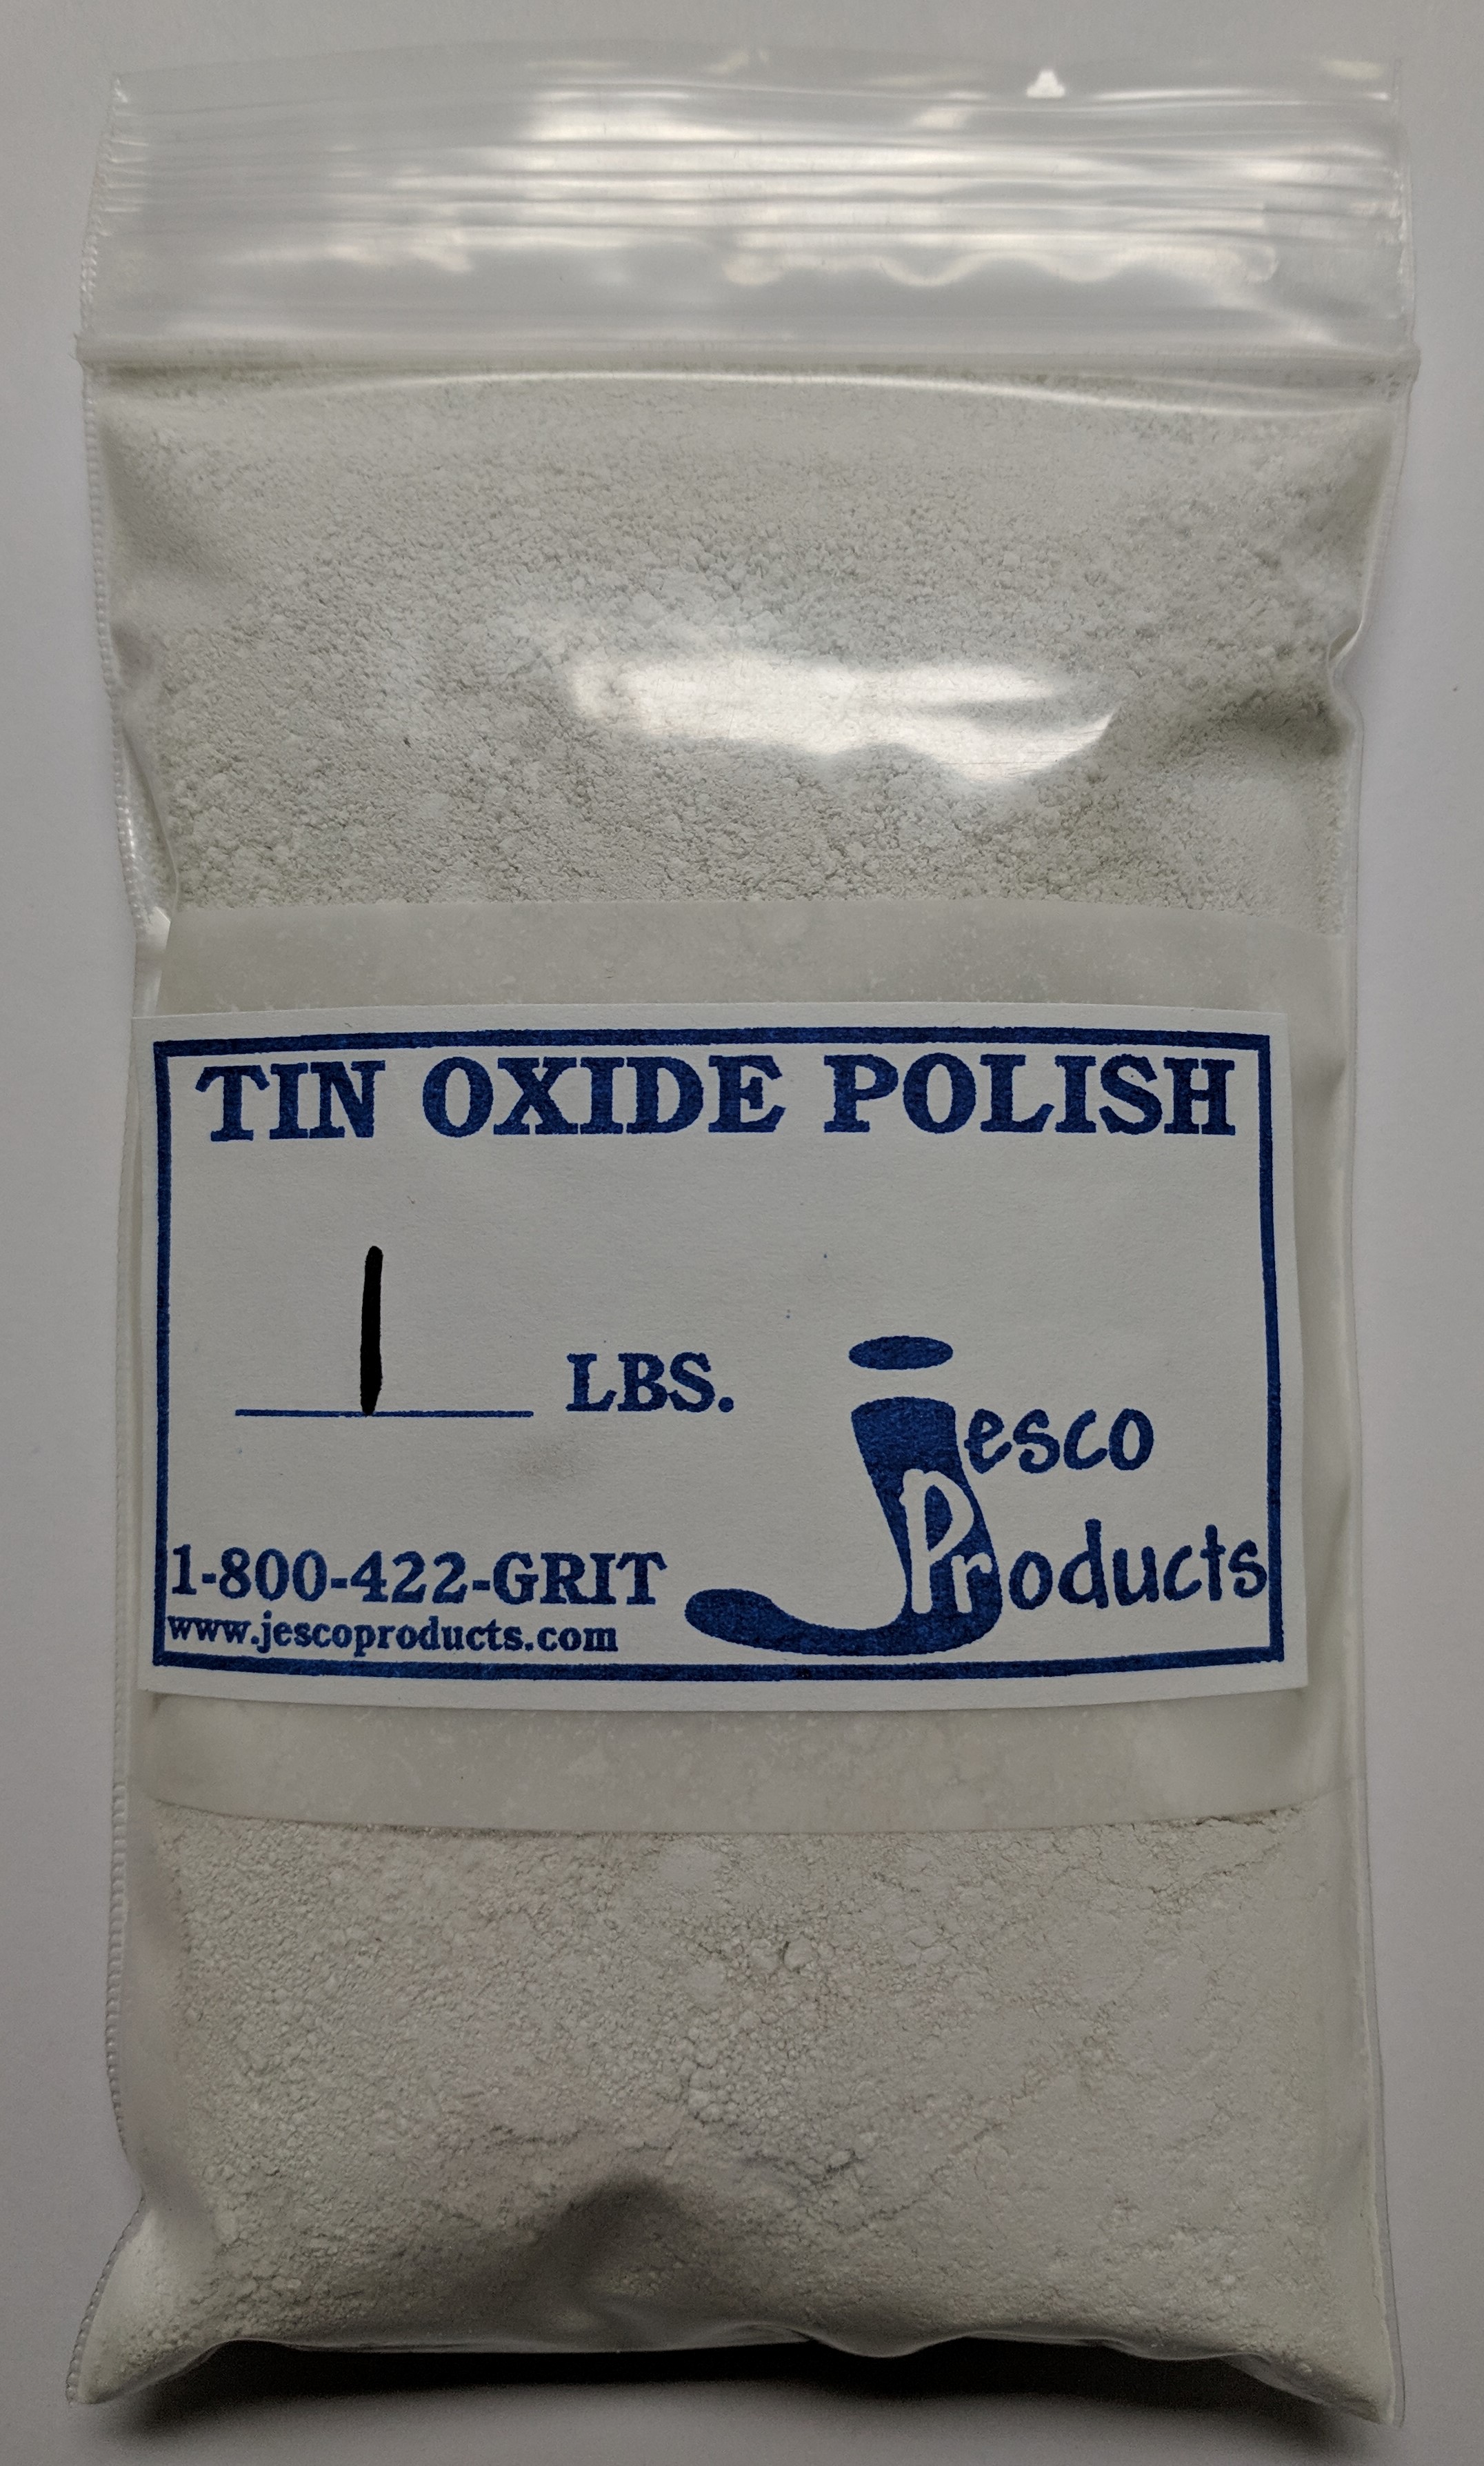 TIN OXIDE POLISH
1 LBS.
jesco
Products
1-800-422-GRIT
www.jescoproducts.com